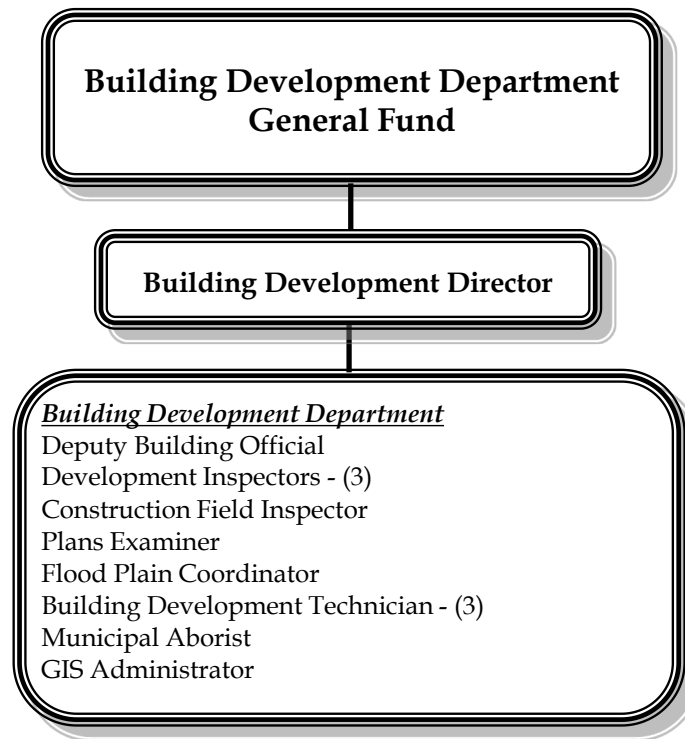 Building Development Department
General Fund
Building Development Director
Building Development Department
Deputy Building Official
Development Inspectors - (3)
Construction Field Inspector
Plans Examiner
Flood Plain Coordinator
Building Development Technician - (3)
Municipal Aborist
GIS Administrator